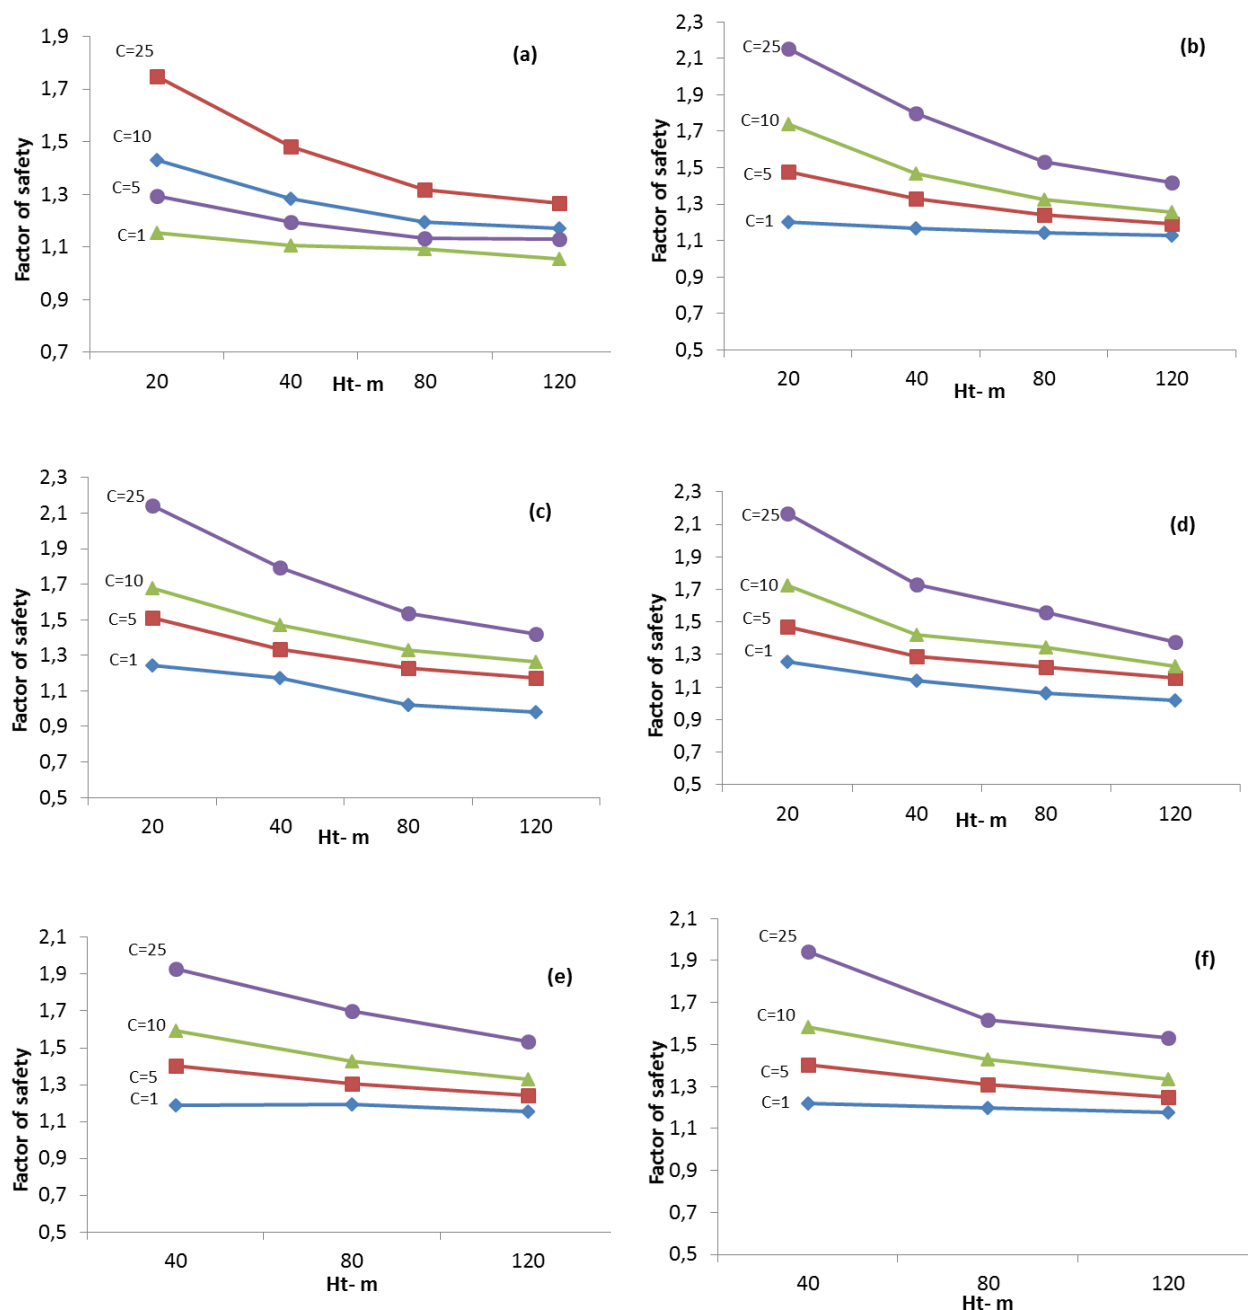 (a)
Factor of safety
1,9
1,7
1,5
1,3
1,1
0,9
0,7
C=25
C=10
C=5
C=1
20 40 80 120
Ht- m
(b)
Factor of safety
2,3
2,1
1,9
1,7
1,5
1,3
1,1
0,9
0,7
0,5
C=25
C=10
C=5
C=1
20 40 80 120
Ht- m
(c)
Factor of safety
2,3
2,1
1,9
1,7
1,5
1,3
1,1
0,9
0,7
0,5
C=25
C=10
C=5
C=1
20 40 80 120
Ht- m
(d)
Factor of safety
2,3
2,1
1,9
1,7
1,5
1,3
1,1
0,9
0,7
0,5
C=25
C=10
C=5
C=1
20 40 80 120
Ht- m
(e)
Factor of safety
2,1
1,9
1,7
1,5
1,3
1,1
0,9
0,7
0,5
C=25
C=10
C=5
C=1
40 80 120
Ht- m
(f)
Factor of safety
2,1
1,9
1,7
1,5
1,3
1,1
0,9
0,7
0,5
C=25
C=10
C=5
C=1
40 80 120
Ht- m